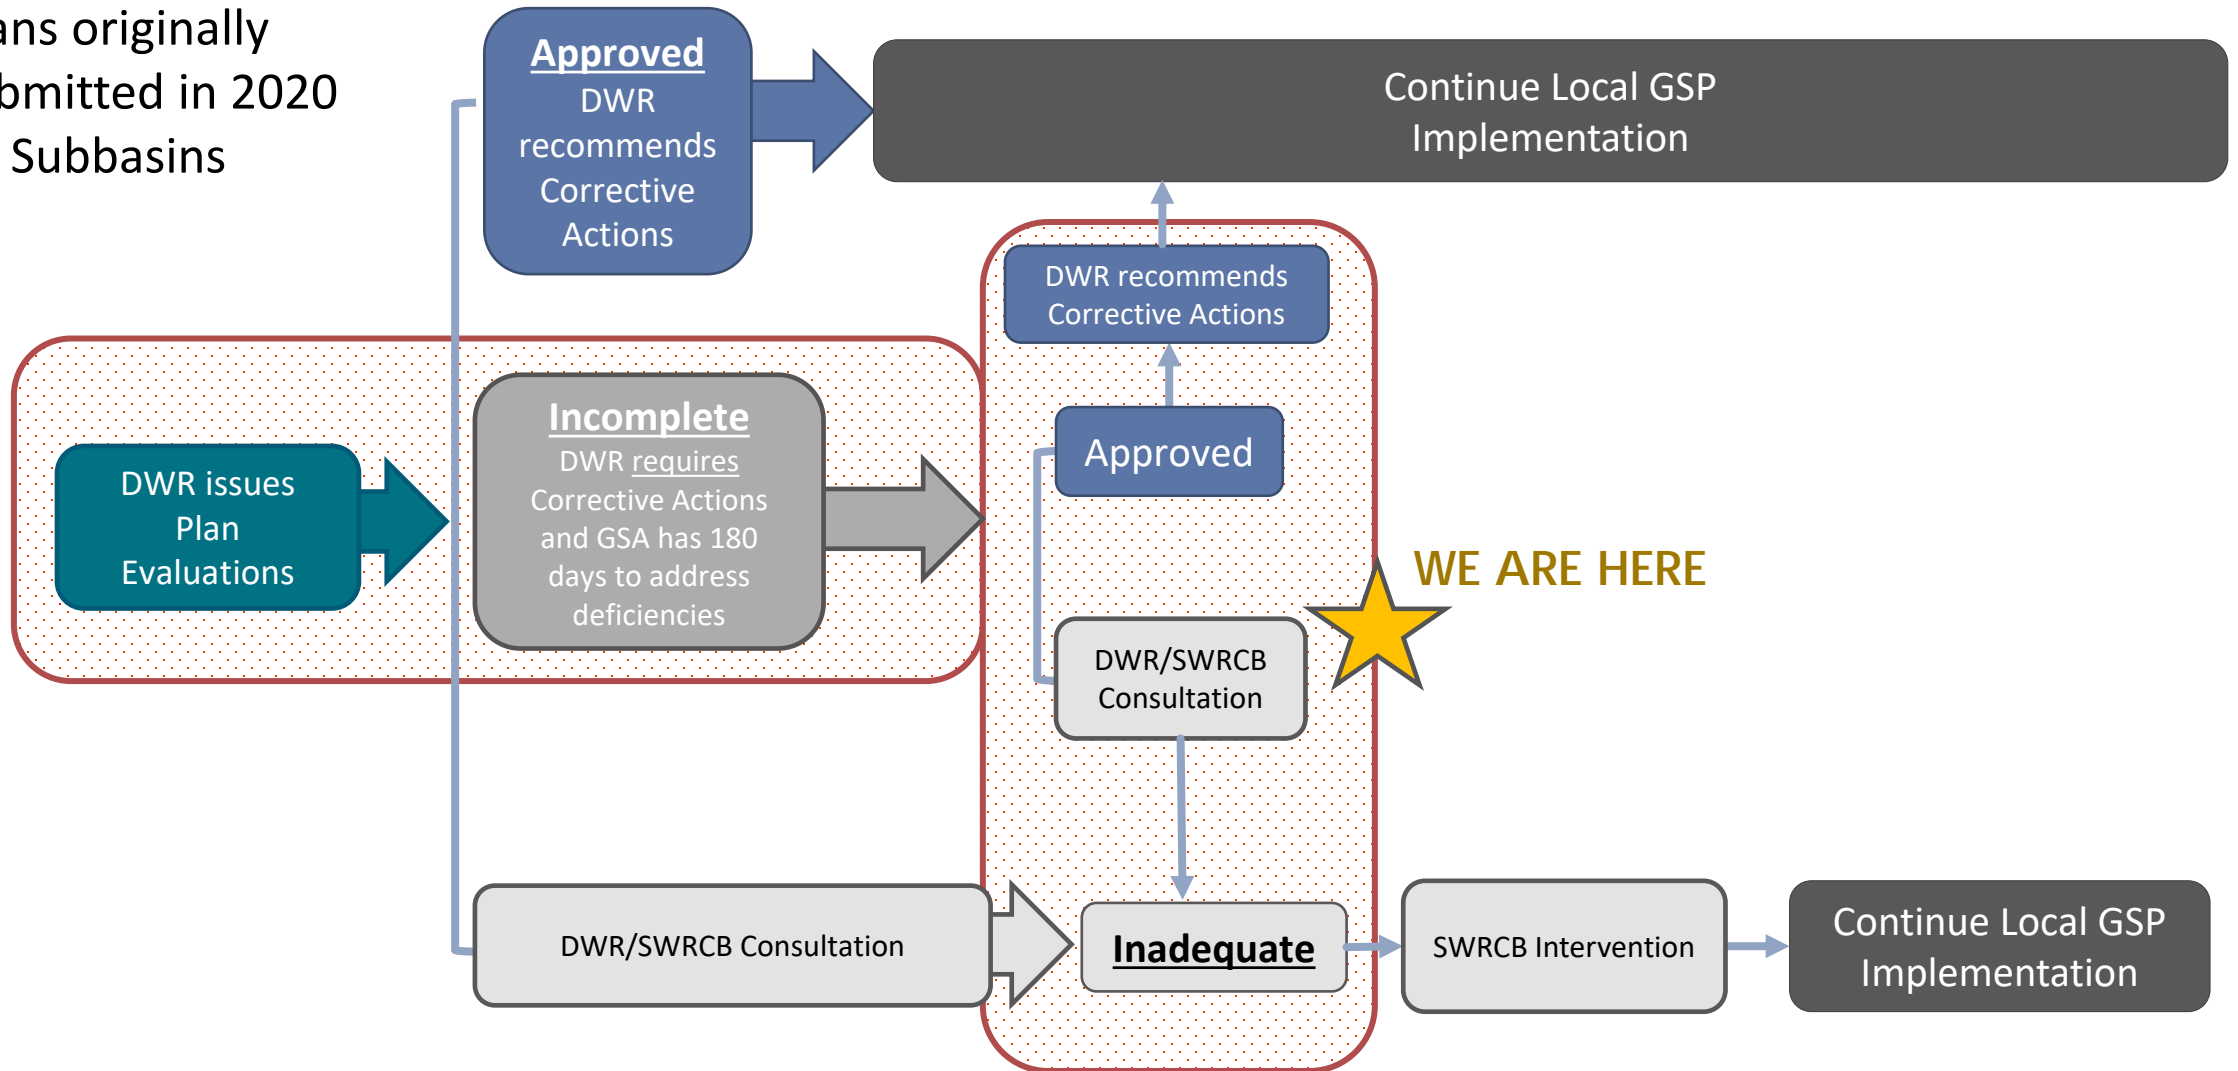 originally
in 2020
Subbasins
Approved
DWR
recommends
Corrective
Actions
Continue Local GSP
Implementation
DWR recommends
Corrective Actions
Incomplete
DWR requires
Corrective Actions
and GSA has 180
days to address
deficiencies
DWR issues
Plan
Evaluations
Approved
WE ARE HERE
DWR/SWRCB
Consultation
DWR/SWRCB Consultation
Inadequate
SWRCB Intervention
Continue Local GSP
Implementation